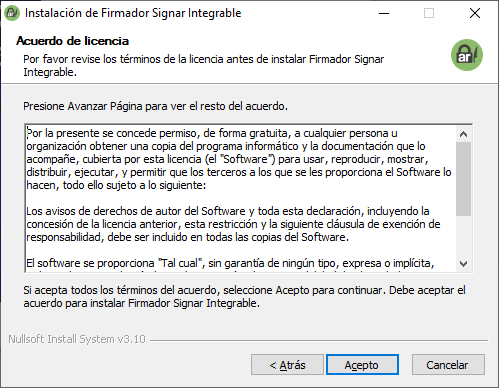 Instalación de Firmador Signar Integrable
Acuerdo de licencia
Por favor revise los términos de la licencia antes de instalar Firmador Signar
Integrable.
ar
Presione Avanzar Página para ver el resto del acuerdo.
Por la presente se concede permiso, de forma gratuita, a cualquier persona u
organización obtener una copia del programa informático y la documentación que lo
acompañe, cubierta por esta licencia (el "Software") para usar, reproducir, mostrar,
distribuir, ejecutar, y permitir que los terceros a los que se les proporciona el Software lo
hacen, todo ello sujeto a lo siguiente:
Los avisos de derechos de autor del Software y toda esta declaración, incluyendo la
concesión de la licencia anterior, esta restricción y la siguiente cláusula de exención de
responsabilidad, debe ser incluido en todas las copias del Software.
El software se proporciona "Tal cual", sin garantía de ningún tipo, expresa o implícita,
Si acepta todos los términos del acuerdo, seleccione Acepto para continuar. Debe aceptar
el acuerdo para instalar Firmador Signar Integrable.
Nullsoft Install System v3.10
< Atrás
Acepto
Cancelar